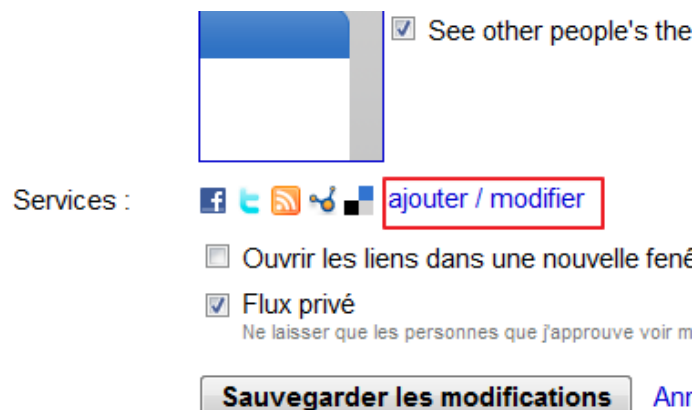 See other people's the
Services :
ajouter / modifier
Ouvrir les liens dans une nouvelle fenê
Flux privé
Ne laisser que les personnes que j'approuve voir m
Sauvegarder les modifications
Ann